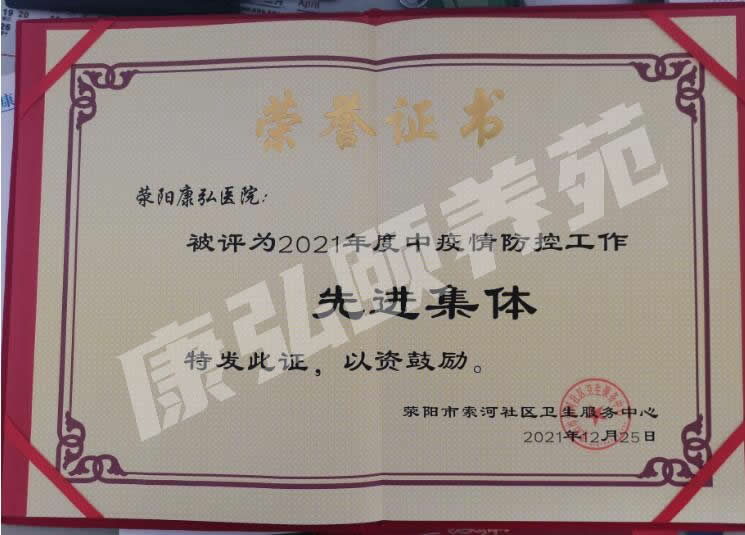 荣誉证书
荥阳康弘医院:
被评为2021年度中疫情防控工作
先进集体
特发此证,以资鼓励。
荥阳市索河社区卫生服务中心
2021年12月25日
康弘颐养苑
April
康